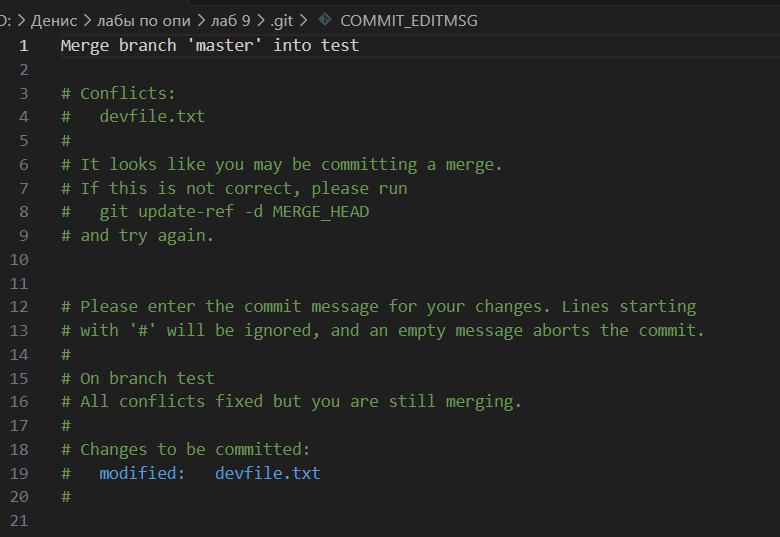 D: > Денис > лабы по опи > лаб 9 > .git > COMMIT_EDITMSG
1 Merge branch 'master' into test
2
3 # Conflicts:
4 #	devfile.txt
5 #
6 # It looks like you may be committing a merge.
7 # If this is not correct, please run
8 #	git update-ref -d MERGE_HEAD
9 # and try again.
10
11
12 # Please enter the commit message for your changes. Lines starting
13 # with '#' will be ignored, and an empty message aborts the commit.
14 #
15 # On branch test
16 # All conflicts fixed but you are still merging.
17 #
18 # Changes to be committed:
19 #	modified:   devfile.txt
20 #
21